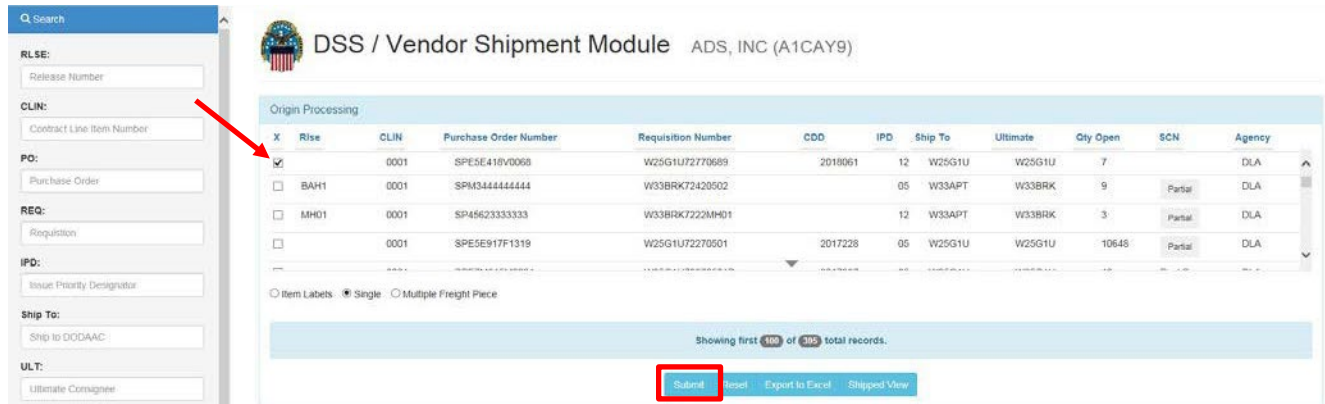 Search
RLSE:
Release Number
CLIN:
Contract Line Item Number
PO:
Purchase Order
REQ:
Requisition
IPD:
Issue Priority Designator
Ship To:
Ship to DODAAC
ULT:
Ultimate Consignee
DSS / Vendor Shipment Module ADS, INC (A1CAY9)
Origin Processing
X Rlse CLIN Purchase Order Number Requisition Number CDD IPD Ship To Ultimate Qty Open SCN Agency
0001 SPE5E418V0068 W25G1U72770689 2018061 12 W25G1U W25G1U 7 DLA
BAH1 0001 SPM3444444444 W33BRK72420502 05 W33APT W33BRK 9 Partial DLA
MH01 0001 SP45623333333 W33BRK7222MH01 12 W33APT W33BRK 3 Partial DLA
0001 SPE5E917F1319 W25G1U72270501 2017228 05 W25G1U W25G1U 10648 Partial DLA
Item Labels Single Multiple Freight Piece
Showing first 100 of 395 total records.
Submit Reset Export to Excel Shipped View